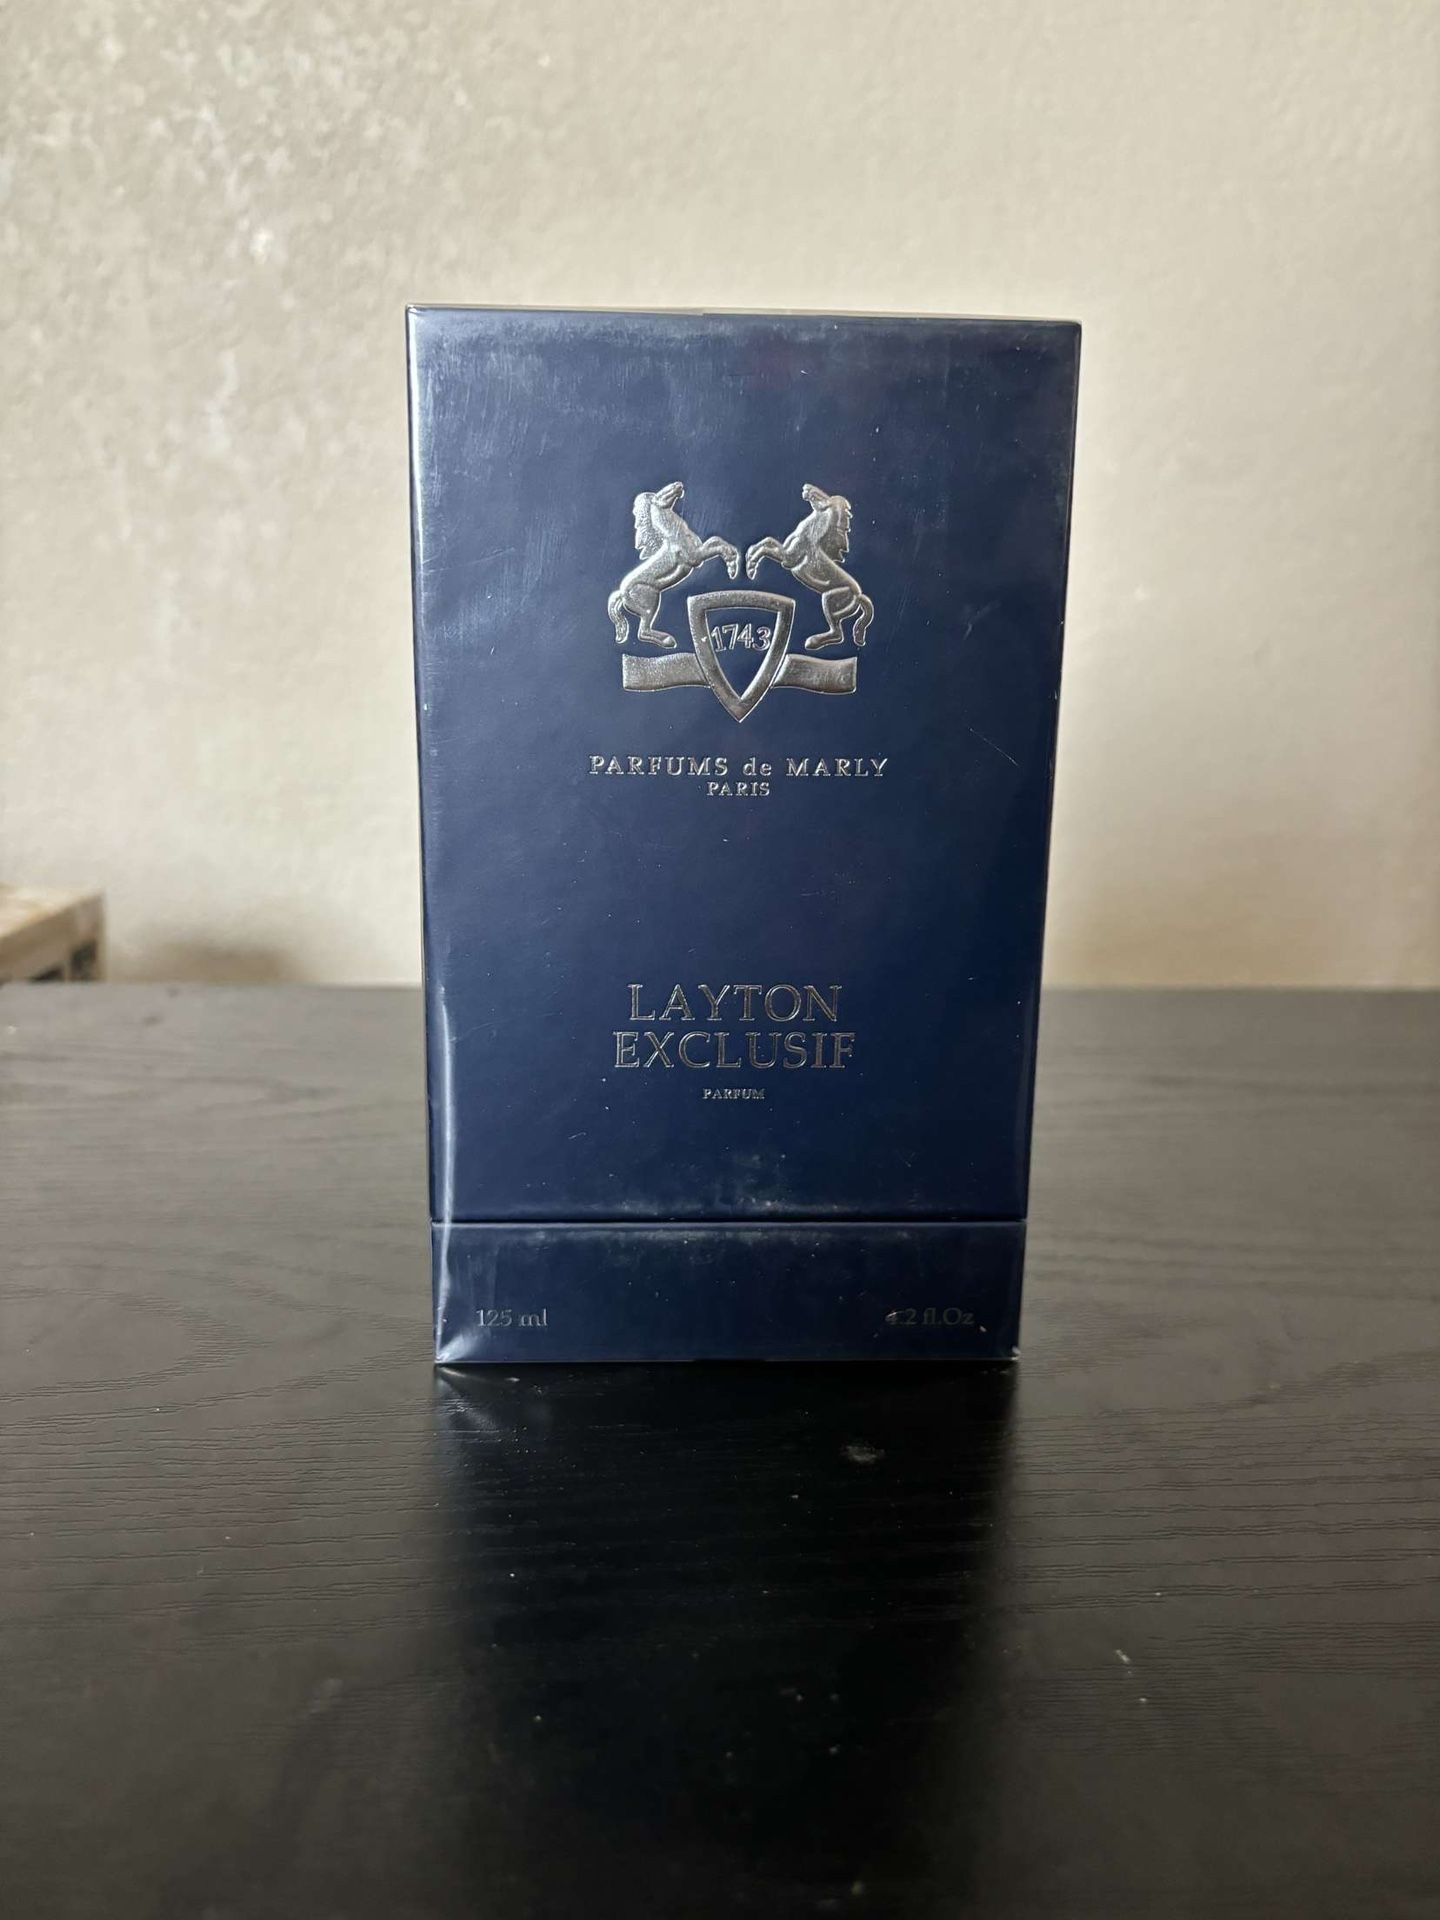 1743
PARFUMS de MARLY
PARIS
LAYTON
EXCLUSIF
PARFUM
125 ml
4.2 fl.Oz